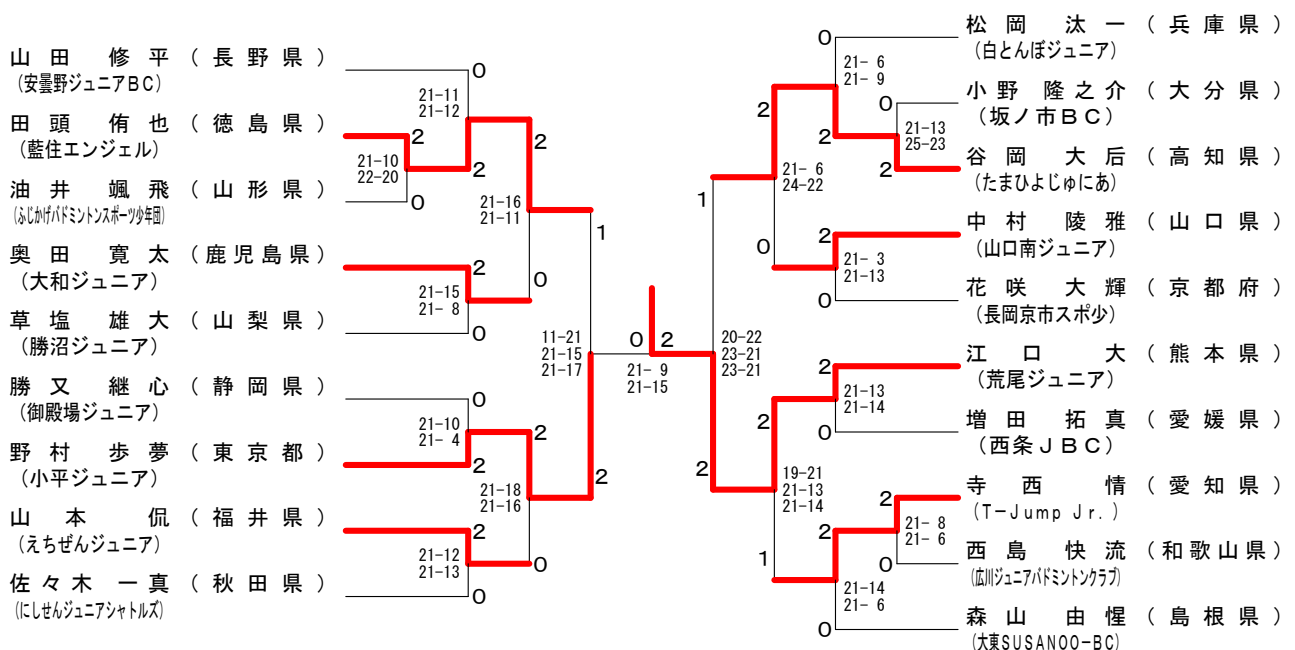 山田 修平 (長野県)
(安曇野ジュニアBC)
田頭 侑也 (徳島県)
(藍住エンジェル)
油井 颯飛 (山形県)
(ふじかげバドミントンスポーツ少年団)
奥田 寛太 (鹿児島県)
(大和ジュニア)
草塩 雄大 (山梨県)
(勝沼ジュニア)
勝又 継心 (静岡県)
(御殿場ジュニア)
野村 歩夢 (東京都)
(小平ジュニア)
山本 侃 (福井県)
(えちぜんジュニア)
佐々木 一真 (秋田県)
(にしせんジュニアシャトルズ)
0
21-11
21-12
2
2
21-10
22-20
0
2
21-16
21-11
2
21-15
21- 8
0
0
1
11-21
21-15
21-17
0
21-10
21- 4
2
2
21-18
21-16
2
2
21-12
21-13
0
0
0
2
21- 9
21-15
1
20-22
23-21
23-21
2
2
21- 6
24-22
0
0
21- 6
21- 9
2
0
21-13
25-23
2
2
21- 3
21-13
0
2
19-21
21-13
21-14
1
2
21-13
21-14
0
2
21-14
21- 6
0
2
21- 8
21- 6
0
松岡 汰一 (兵庫県)
(白とんぼジュニア)
小野 隆之介 (大分県)
(坂ノ市BC)
谷岡 大后 (高知県)
(たまひよじゅにあ)
中村 陵雅 (山口県)
(山口南ジュニア)
花咲 大輝 (京都府)
(長岡京市スポ少)
江口 大 (熊本県)
(荒尾ジュニア)
増田 拓真 (愛媛県)
(西条JBC)
寺西 情 (愛知県)
(T-Jump Jr.)
西島 快流 (和歌山県)
(広川ジュニアバドミントンクラブ)
森山 由惺 (島根県)
(大東SUSANOO-BC)